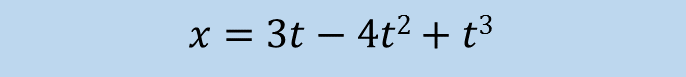 x = 3t − 4t² + t³